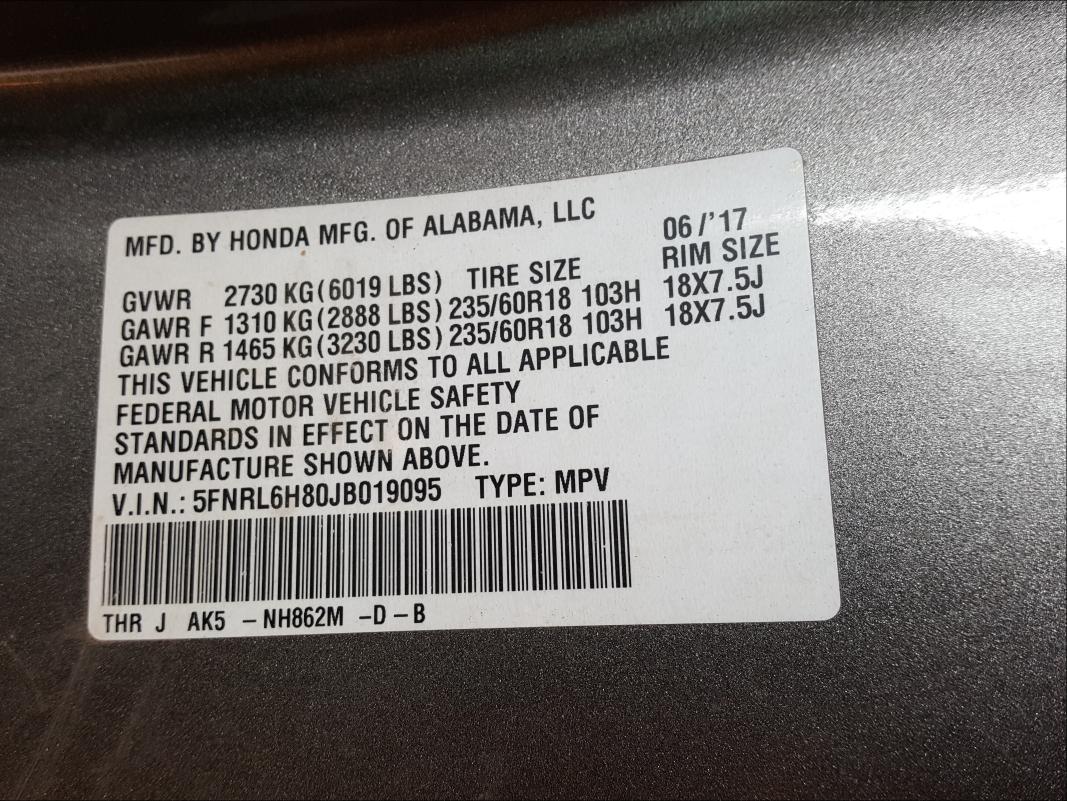 MFD. BY HONDA MFG. OF ALABAMA, LLC 06/'17
GVWR 2730 KG(6019 LBS) TIRE SIZE RIM SIZE
GAWR F 1310 KG(2888 LBS) 235/60R18 103H 18X7.5J
GAWR R 1465 KG(3230 LBS) 235/60R18 103H 18X7.5J
THIS VEHICLE CONFORMS TO ALL APPLICABLE
FEDERAL MOTOR VEHICLE SAFETY
STANDARDS IN EFFECT ON THE DATE OF
MANUFACTURE SHOWN ABOVE.
V.I.N.: 5FNRL6H80JB019095 TYPE: MPV
THR J AK5 -NH862M -D-B